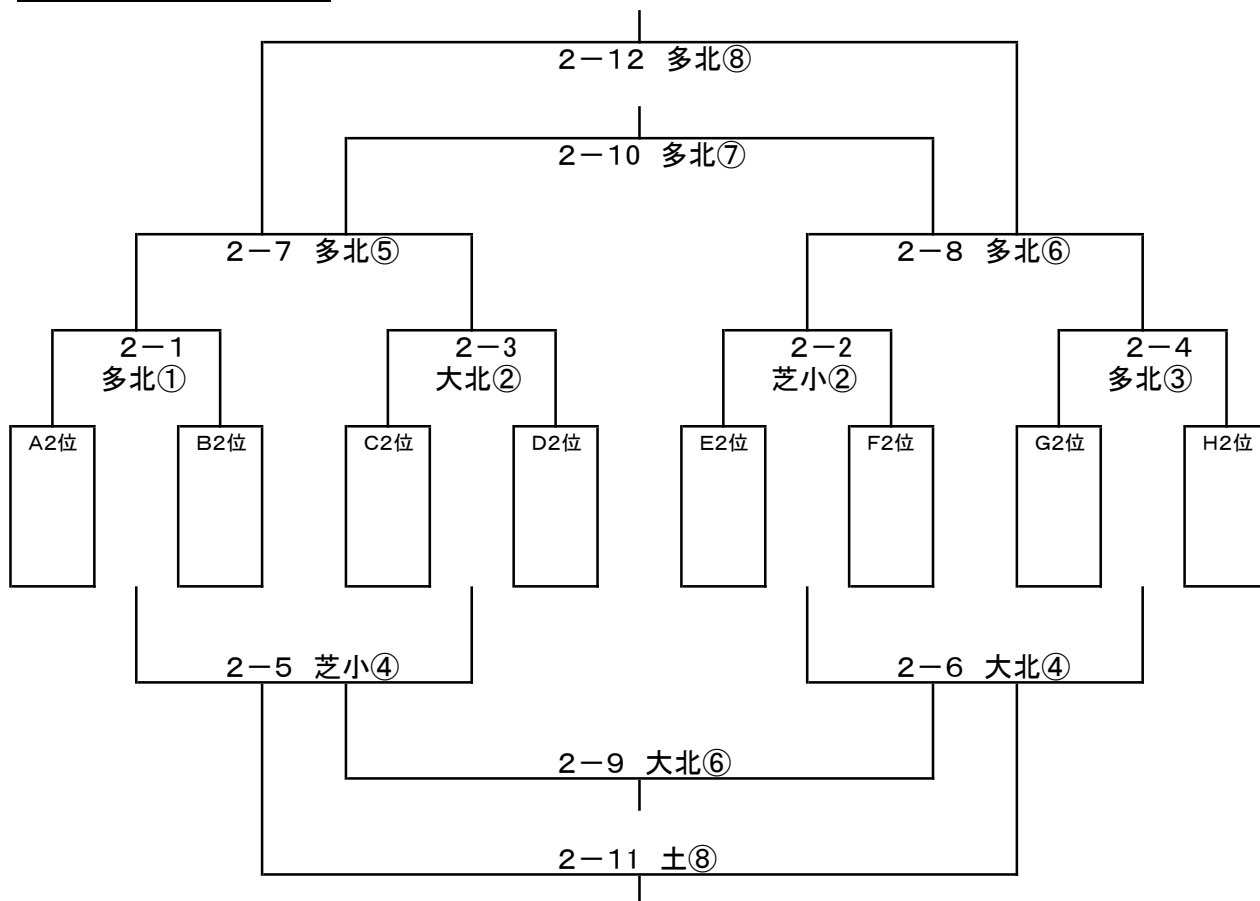 2－12 多北⑧
2－10 多北⑦
2－7 多北⑤
2－8 多北⑥
2－1
多北①
2－3
大北②
2－2
芝小②
2－4
多北③
A2位
B2位
C2位
D2位
E2位
F2位
G2位
H2位
2－5 芝小④
2－6 大北④
2－9 大北⑥
2－11 土⑧